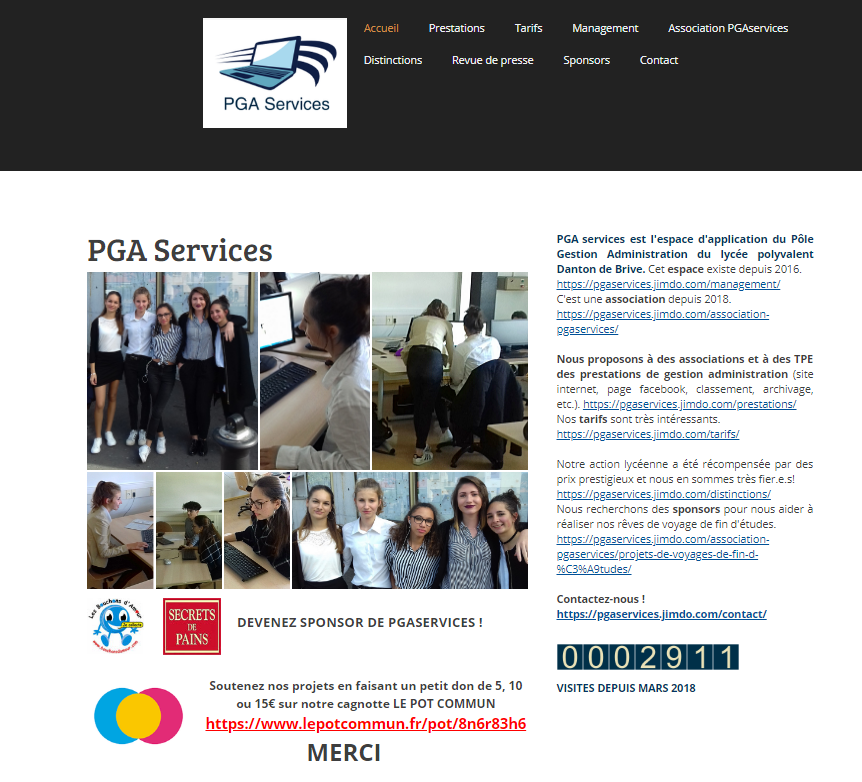 PGA Services
Accueil Prestations Tarifs Management Association PGAservices
Distinctions Revue de presse Sponsors Contact
PGA Services
PGA services est l'espace d'application du Pôle
Gestion Administration du lycée polyvalent
Danton de Brive. Cet espace existe depuis 2016.
https://pgaservices.jimdo.com/management/
C'est une association depuis 2018.
https://pgaservices.jimdo.com/association-
pgaservices/
Nous proposons à des associations et à des TPE
des prestations de gestion administration (site
internet, page facebook, classement, archivage,
etc.). https://pgaservices.jimdo.com/prestations/
Nos tarifs sont très intéressants.
https://pgaservices.jimdo.com/tarifs/
Notre action lycéenne a été récompensée par des
prix prestigieux et nous en sommes très fier.e.s!
https://pgaservices.jimdo.com/distinctions/
Nous recherchons des sponsors pour nous aider à
réaliser nos rêves de voyage de fin d'études.
https://pgaservices.jimdo.com/association-
pgaservices/projets-de-voyages-de-fin-d-
%C3%A9tudes/
Contactez-nous !
https://pgaservices.jimdo.com/contact/
0002911
VISITES DEPUIS MARS 2018
Les Bouchons d'Amour
SECRETS
DE
PAINS
DEVENEZ SPONSOR DE PGASERVICES !
Soutenez nos projets en faisant un petit don de 5, 10
ou 15€ sur notre cagnotte LE POT COMMUN
https://www.lepotcommun.fr/pot/8n6r83h6
MERCI